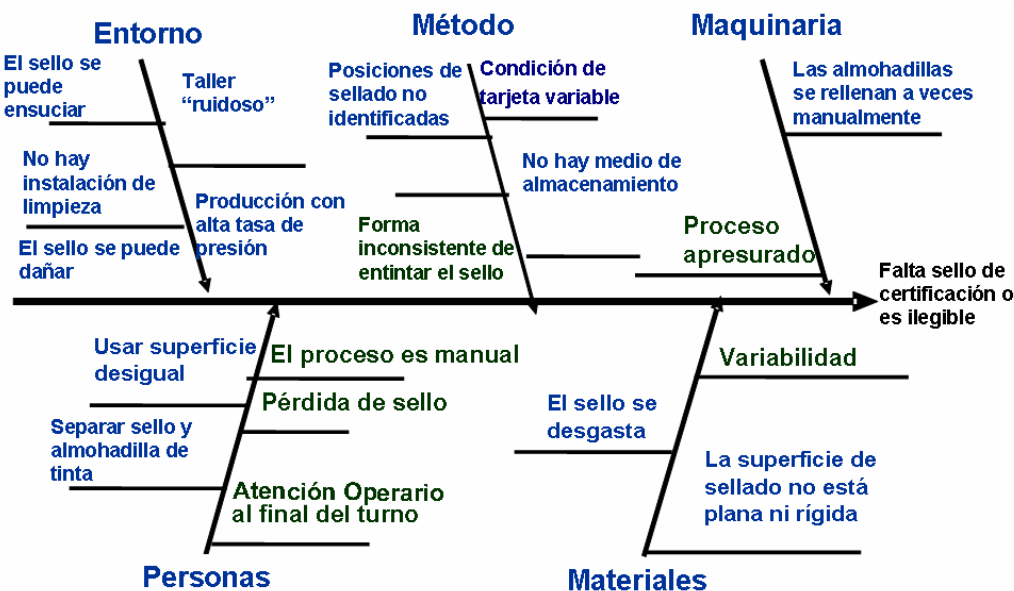 Entorno
El sello se
puede
ensuciar
Taller
“ruidoso”
No hay
instalación de
limpieza
Producción con
alta tasa de
presión
El sello se puede
dañar
Método
Posiciones de
sellado no
identificadas
Condición de
tarjeta variable
No hay medio de
almacenamiento
Forma
inconsistente de
entintar el sello
Maquinaria
Las almohadillas
se rellenan a veces
manualmente
Proceso
apresurado
Falta sello de
certificación o
es ilegible
Usar superficie
desigual
El proceso es manual
Pérdida de sello
Separar sello y
almohadilla de
tinta
Atención Operario
al final del turno
Personas
Variabilidad
El sello se
desgasta
La superficie de
sellado no está
plana ni rígida
Materiales